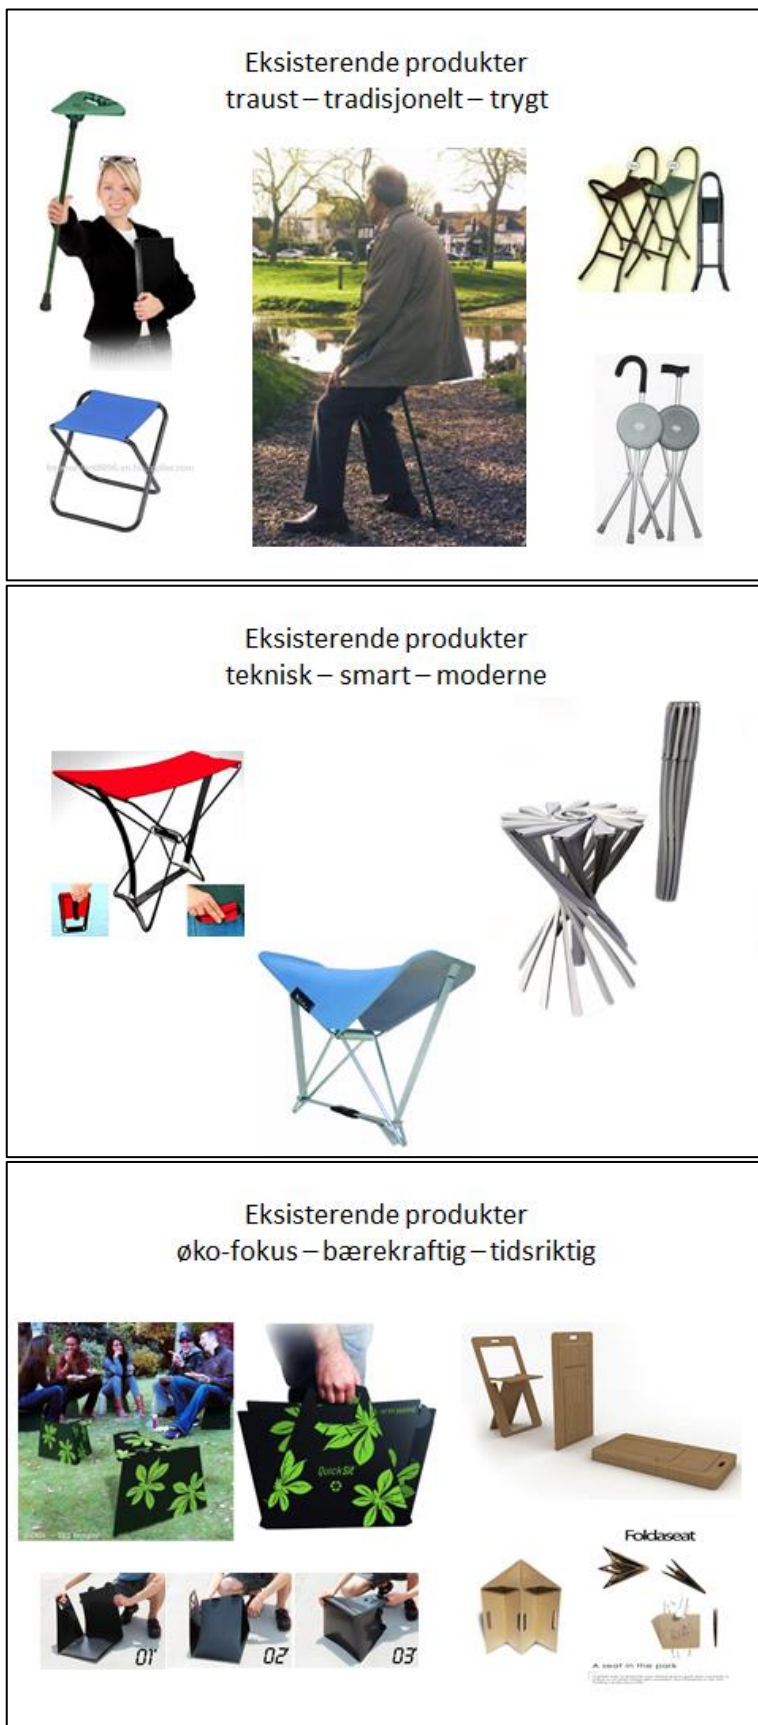 Eksisterende produkter
traust – tradisjonelt – trygt
Eksisterende produkter
teknisk – smart – moderne
Eksisterende produkter
øko-fokus – bærekraftig – tidsriktig
QuickSit
01
02
03
Foldaseat
A seat in the park